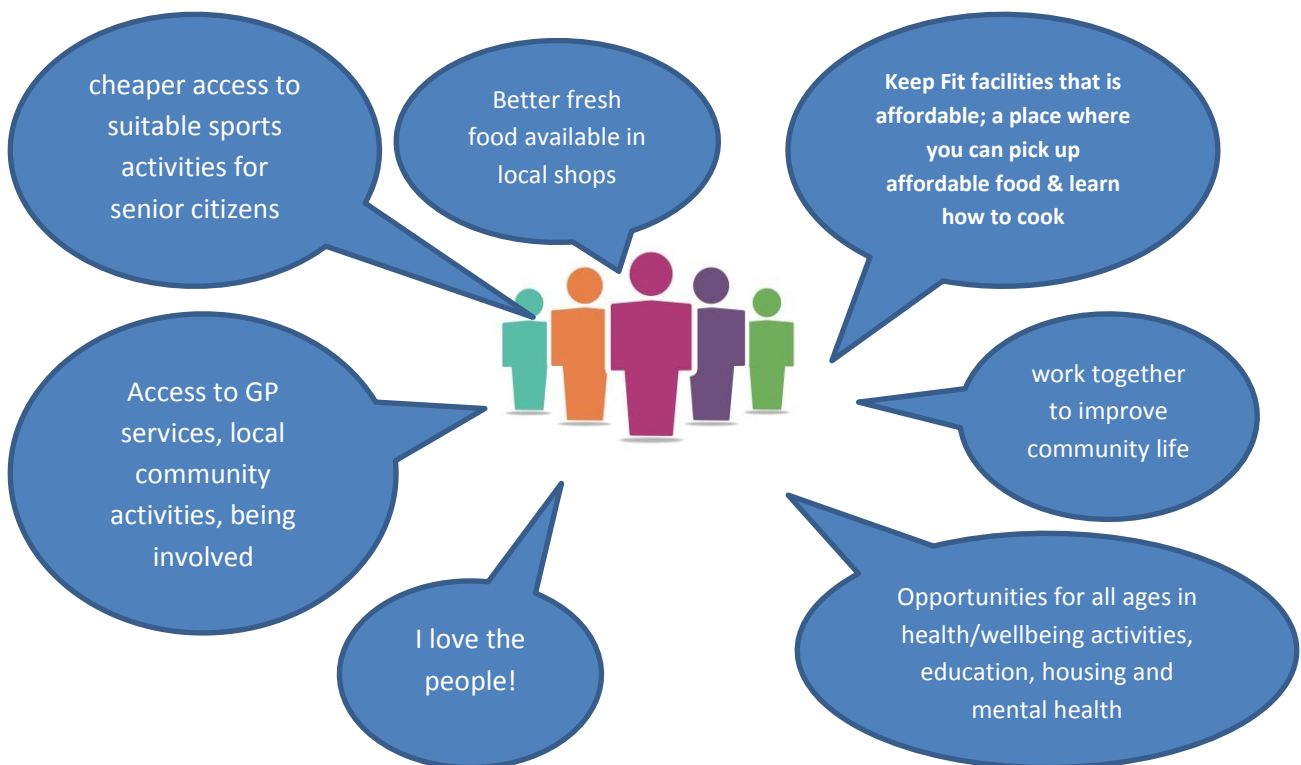 cheaper access to
suitable sports
activities for
senior citizens
Better fresh
food available in
local shops
Keep Fit facilities that is
affordable; a place where
you can pick up
affordable food & learn
how to cook
Access to GP
services, local
community
activities, being
involved
work together
to improve
community life
I love the
people!
Opportunities for all ages in
health/wellbeing activities,
education, housing and
mental health